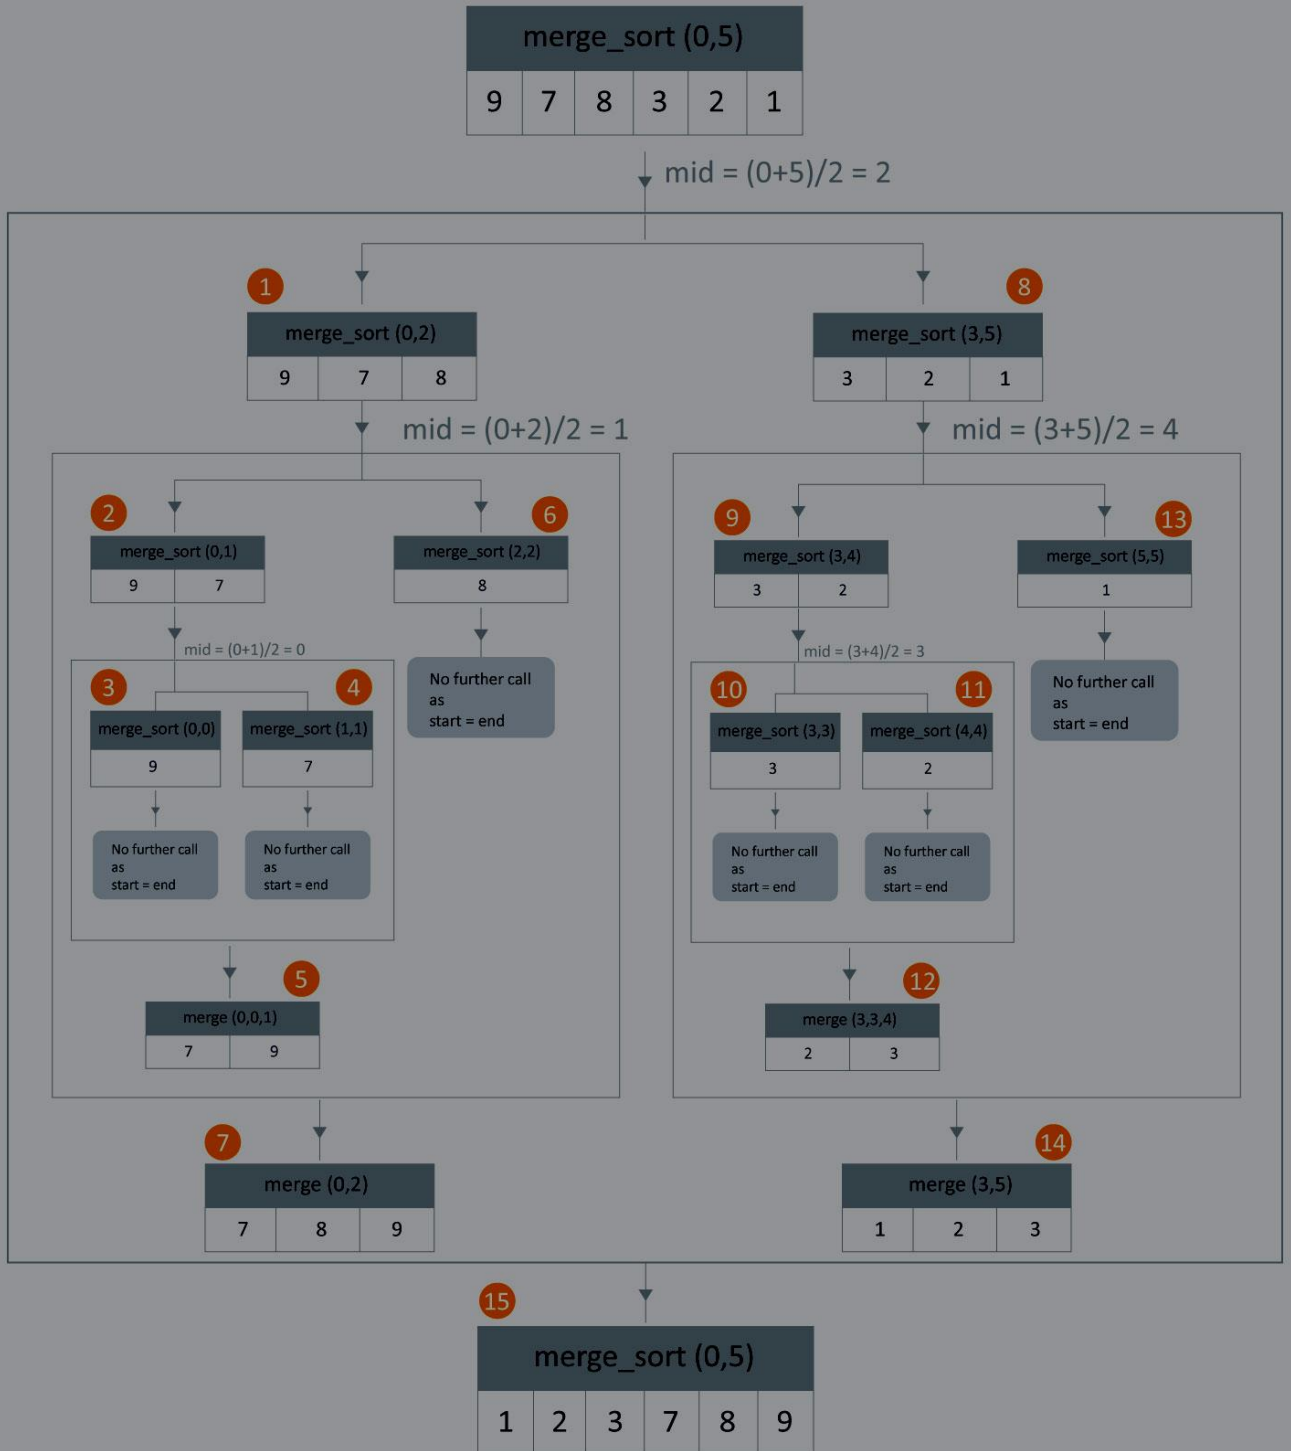 merge_sort (0,5)
9 7 8 3 2 1
mid = (0+5)/2 = 2
1
8
merge_sort (0,2)
9 7 8
merge_sort (3,5)
3 2 1
mid = (0+2)/2 = 1
mid = (3+5)/2 = 4
2
6
merge_sort (0,1)
9 7
merge_sort (2,2)
8
mid = (0+1)/2 = 0
No further call
as
start = end
3
4
merge_sort (0,0)
9
merge_sort (1,1)
7
No further call
as
start = end
No further call
as
start = end
5
merge (0,0,1)
7 9
9
13
merge_sort (3,4)
3 2
merge_sort (5,5)
1
mid = (3+4)/2 = 3
No further call
as
start = end
10
11
merge_sort (3,3)
3
merge_sort (4,4)
2
No further call
as
start = end
No further call
as
start = end
12
merge (3,3,4)
2 3
7
merge (0,2)
7 8 9
14
merge (3,5)
1 2 3
15
merge_sort (0,5)
1 2 3 7 8 9